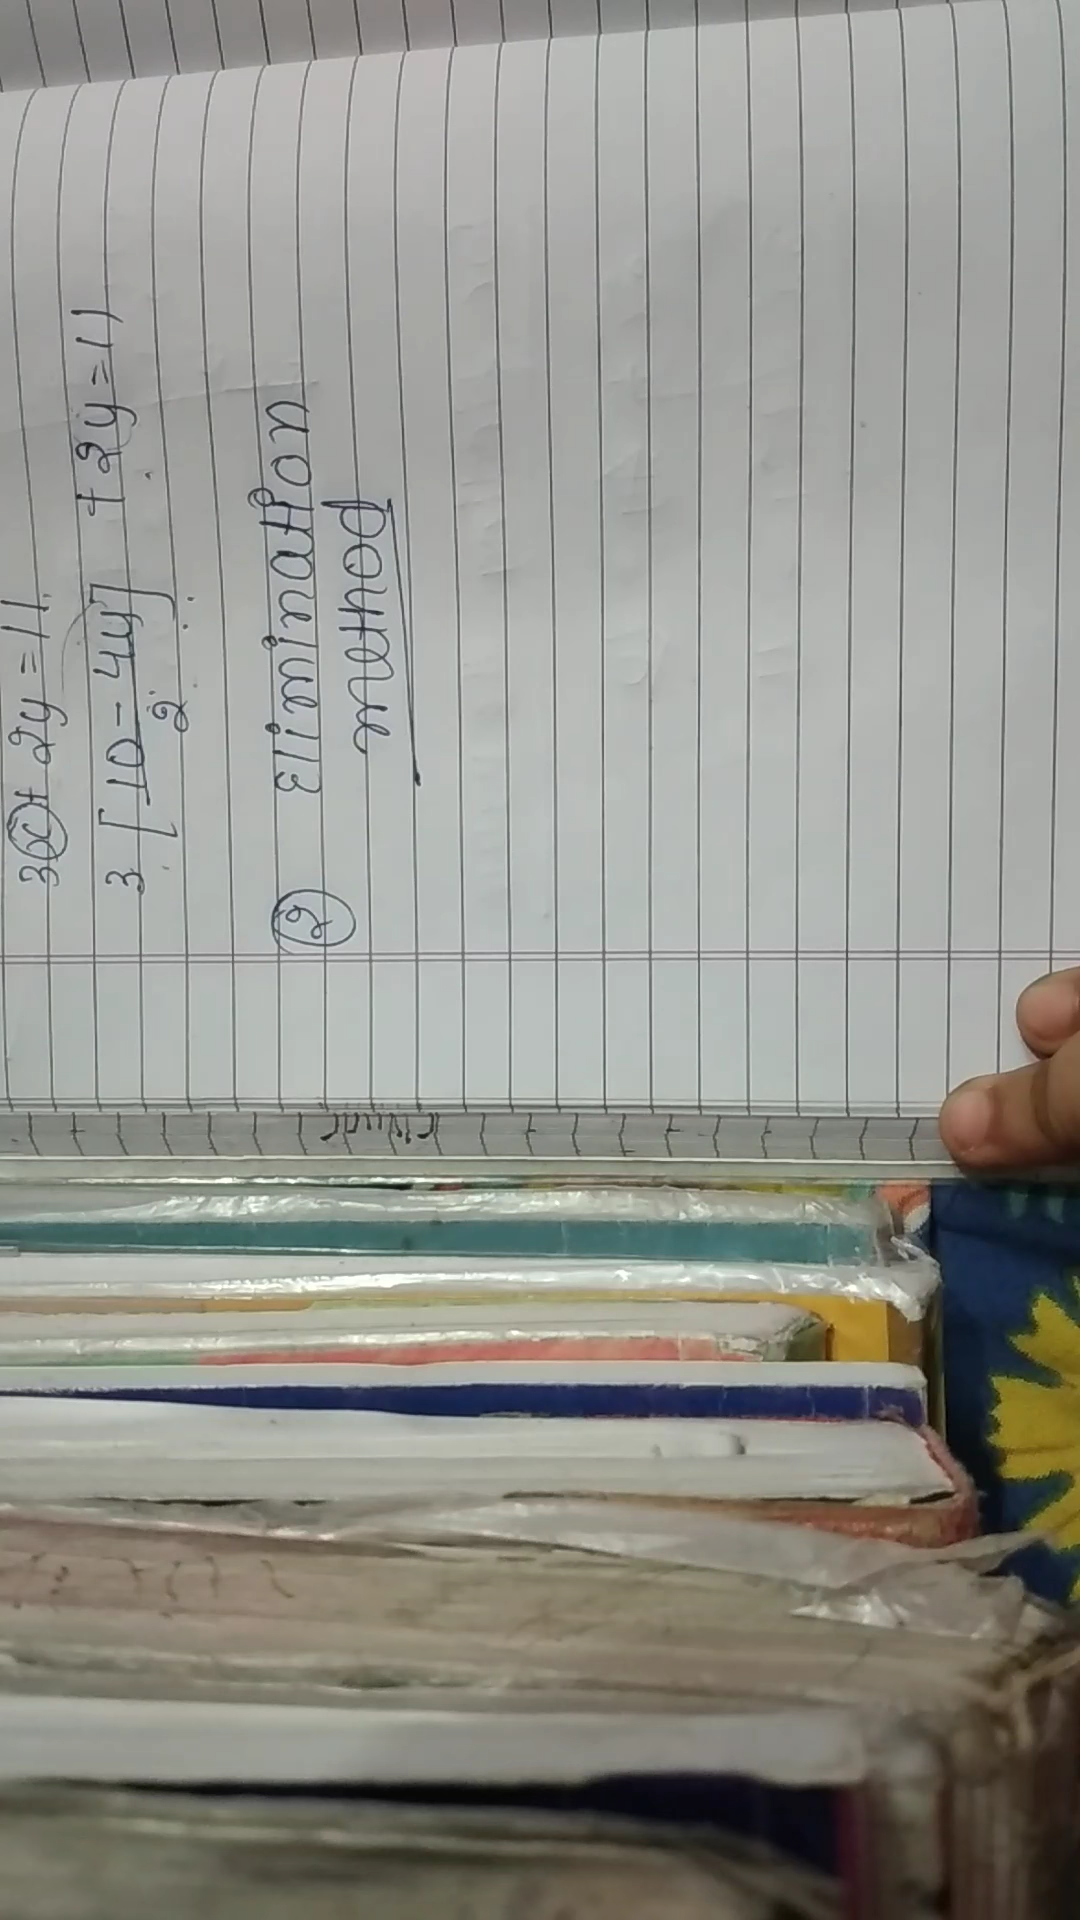 3x + 2y = 11
3 [10 - 4y / 2] + 2y = 11
② Elimination
method